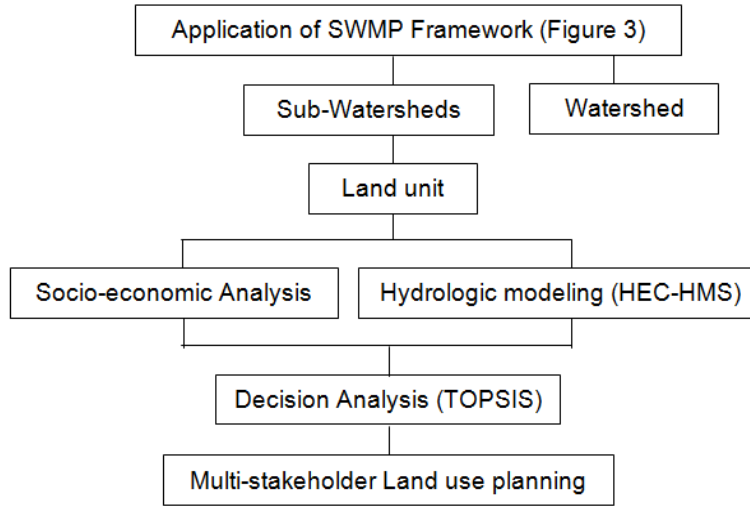 Application of SWMP Framework (Figure 3)
Sub-Watersheds
Watershed
Land unit
Socio-economic Analysis
Hydrologic modeling (HEC-HMS)
Decision Analysis (TOPSIS)
Multi-stakeholder Land use planning